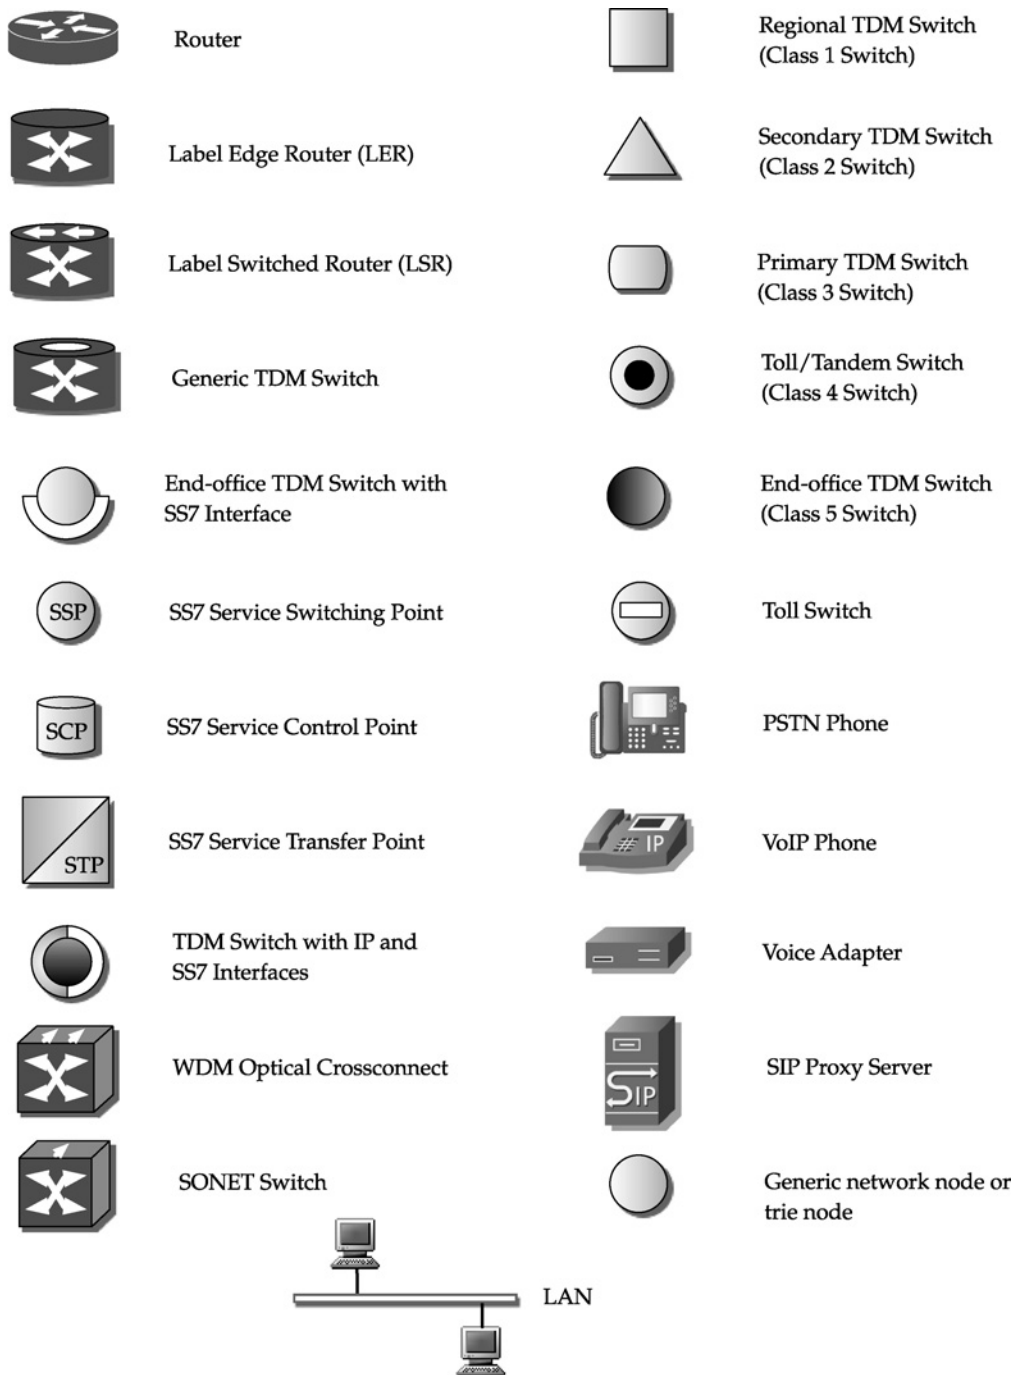 Router
Regional TDM Switch
(Class 1 Switch)
Label Edge Router (LER)
Secondary TDM Switch
(Class 2 Switch)
Label Switched Router (LSR)
Primary TDM Switch
(Class 3 Switch)
Generic TDM Switch
Toll/Tandem Switch
(Class 4 Switch)
End-office TDM Switch with
SS7 Interface
End-office TDM Switch
(Class 5 Switch)
SSP
SS7 Service Switching Point
Toll Switch
SCP
SS7 Service Control Point
PSTN Phone
STP
SS7 Service Transfer Point
IP
VoIP Phone
TDM Switch with IP and
SS7 Interfaces
Voice Adapter
WDM Optical Crossconnect
SIP
SIP Proxy Server
SONET Switch
Generic network node or
trie node
LAN